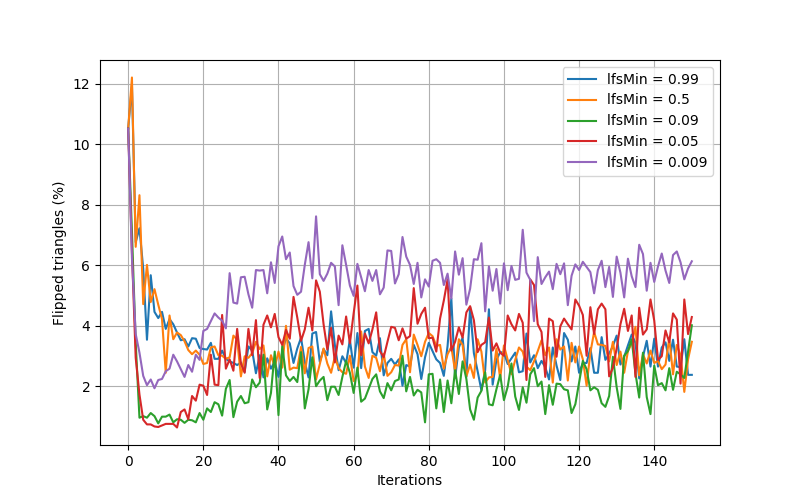 lfsMin = 0.99
lfsMin = 0.5
lfsMin = 0.09
lfsMin = 0.05
lfsMin = 0.009
Flipped triangles (%)
12
10
8
6
4
2
0 20 40 60 80 100 120 140
Iterations